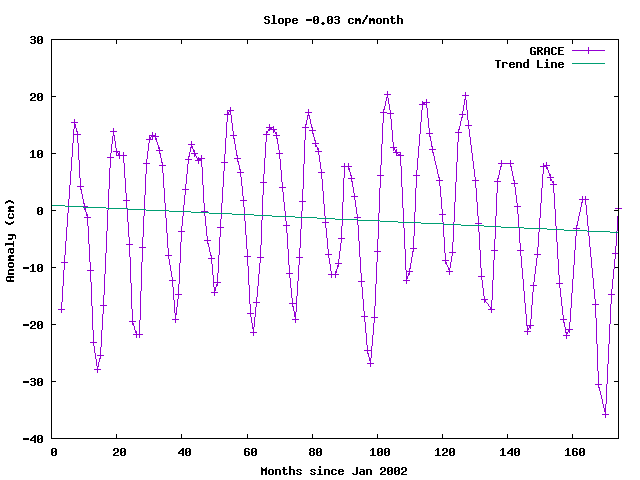 Slope -0.03 cm/month
GRACE
Trend Line
30
20
10
0
-10
-20
-30
-40
Anomaly (cm)
0 20 40 60 80 100 120 140 160
Months since Jan 2002